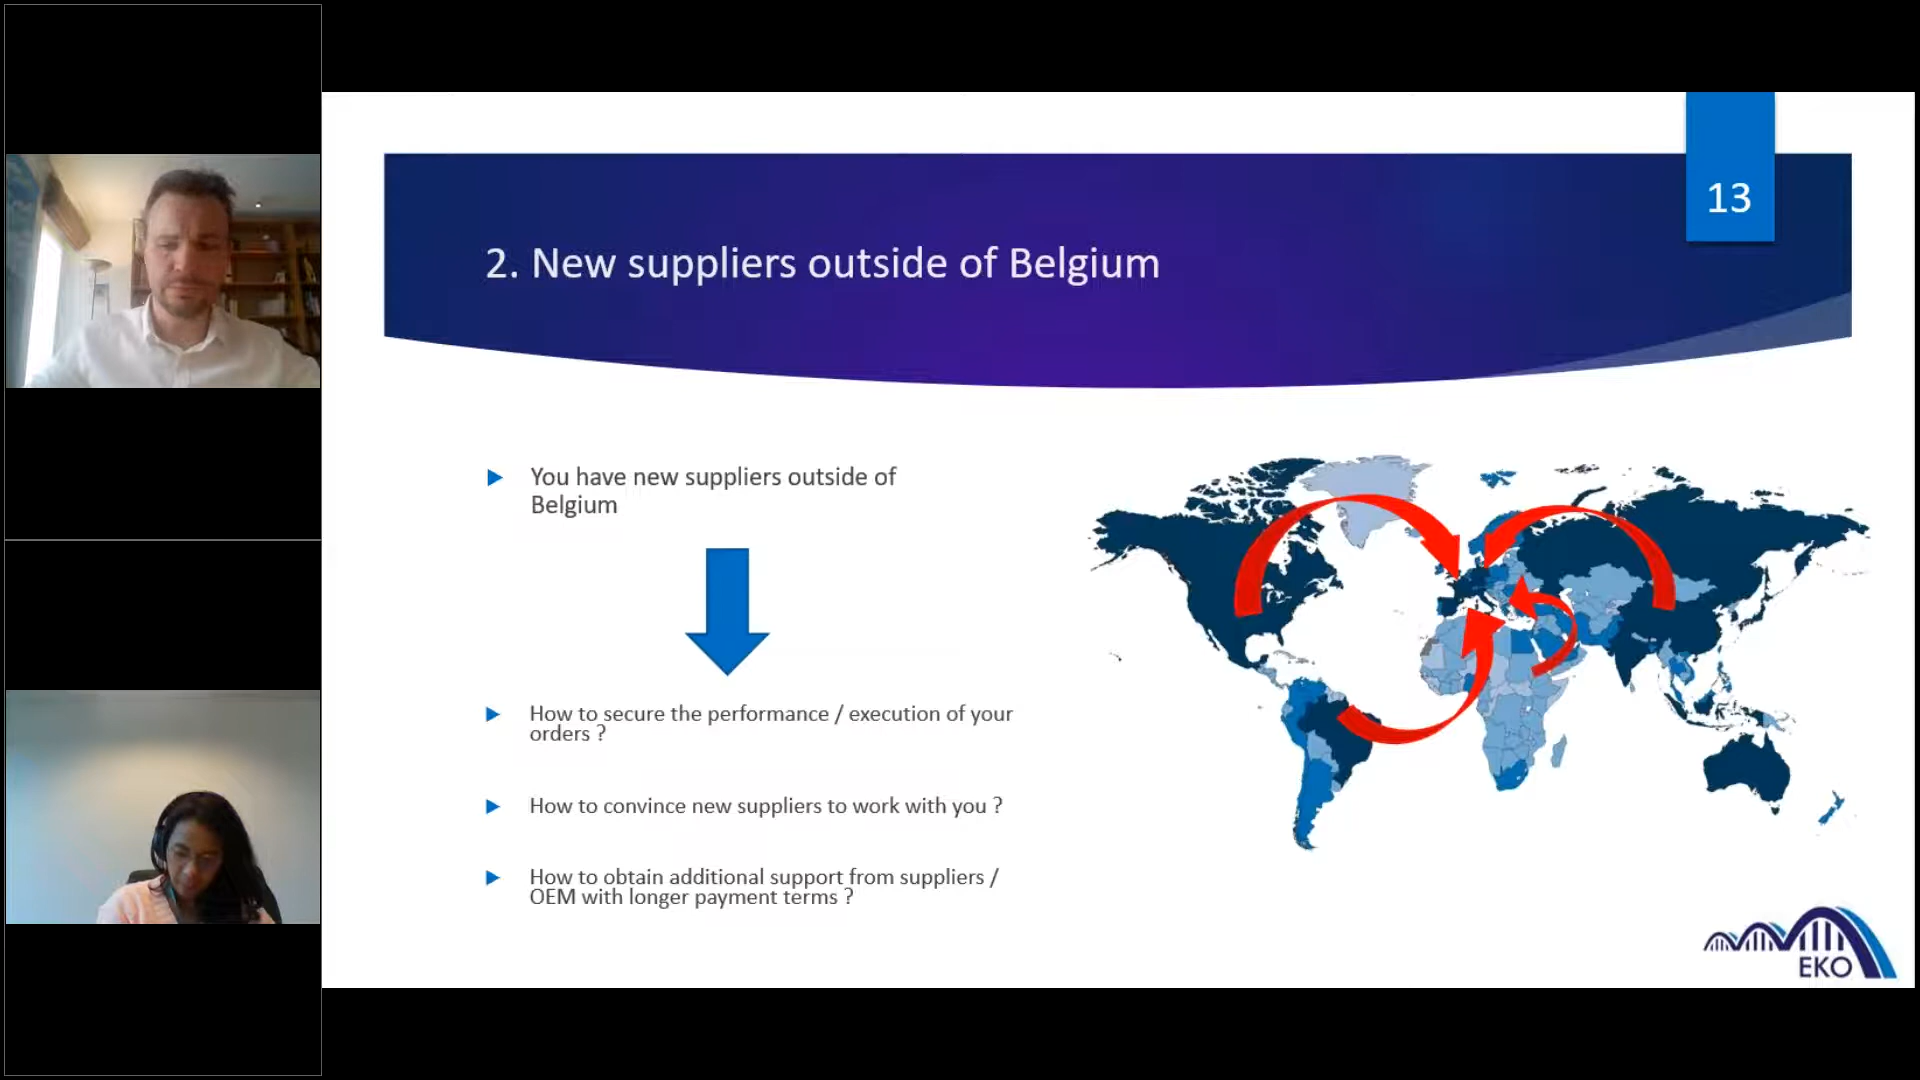 13
2. New suppliers outside of Belgium
You have new suppliers outside of
Belgium
How to secure the performance / execution of your
orders ?
How to convince new suppliers to work with you ?
How to obtain additional support from suppliers /
OEM with longer payment terms ?
EKO